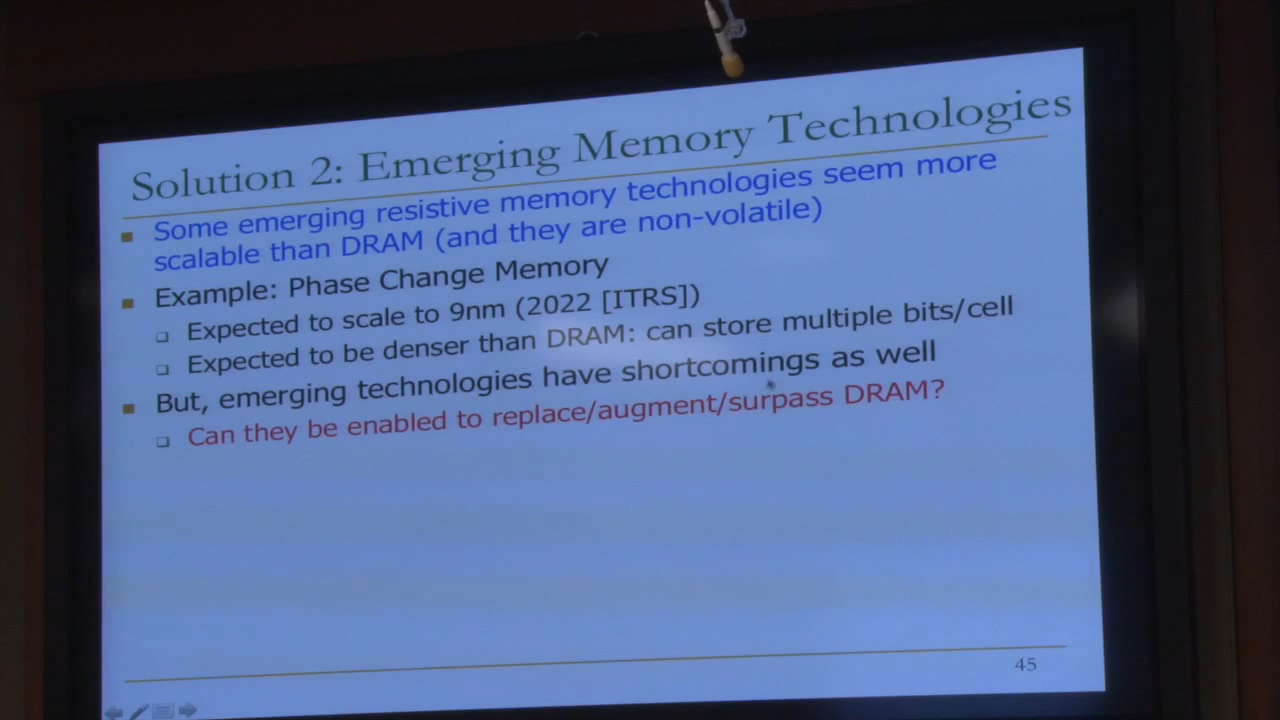 Solution 2: Emerging Memory Technologies
Some emerging resistive memory technologies seem more
scalable than DRAM (and they are non-volatile)
Example: Phase Change Memory
Expected to scale to 9nm (2022 [ITRS])
Expected to be denser than DRAM: can store multiple bits/cell
But, emerging technologies have shortcomings as well
Can they be enabled to replace/augment/surpass DRAM?
45